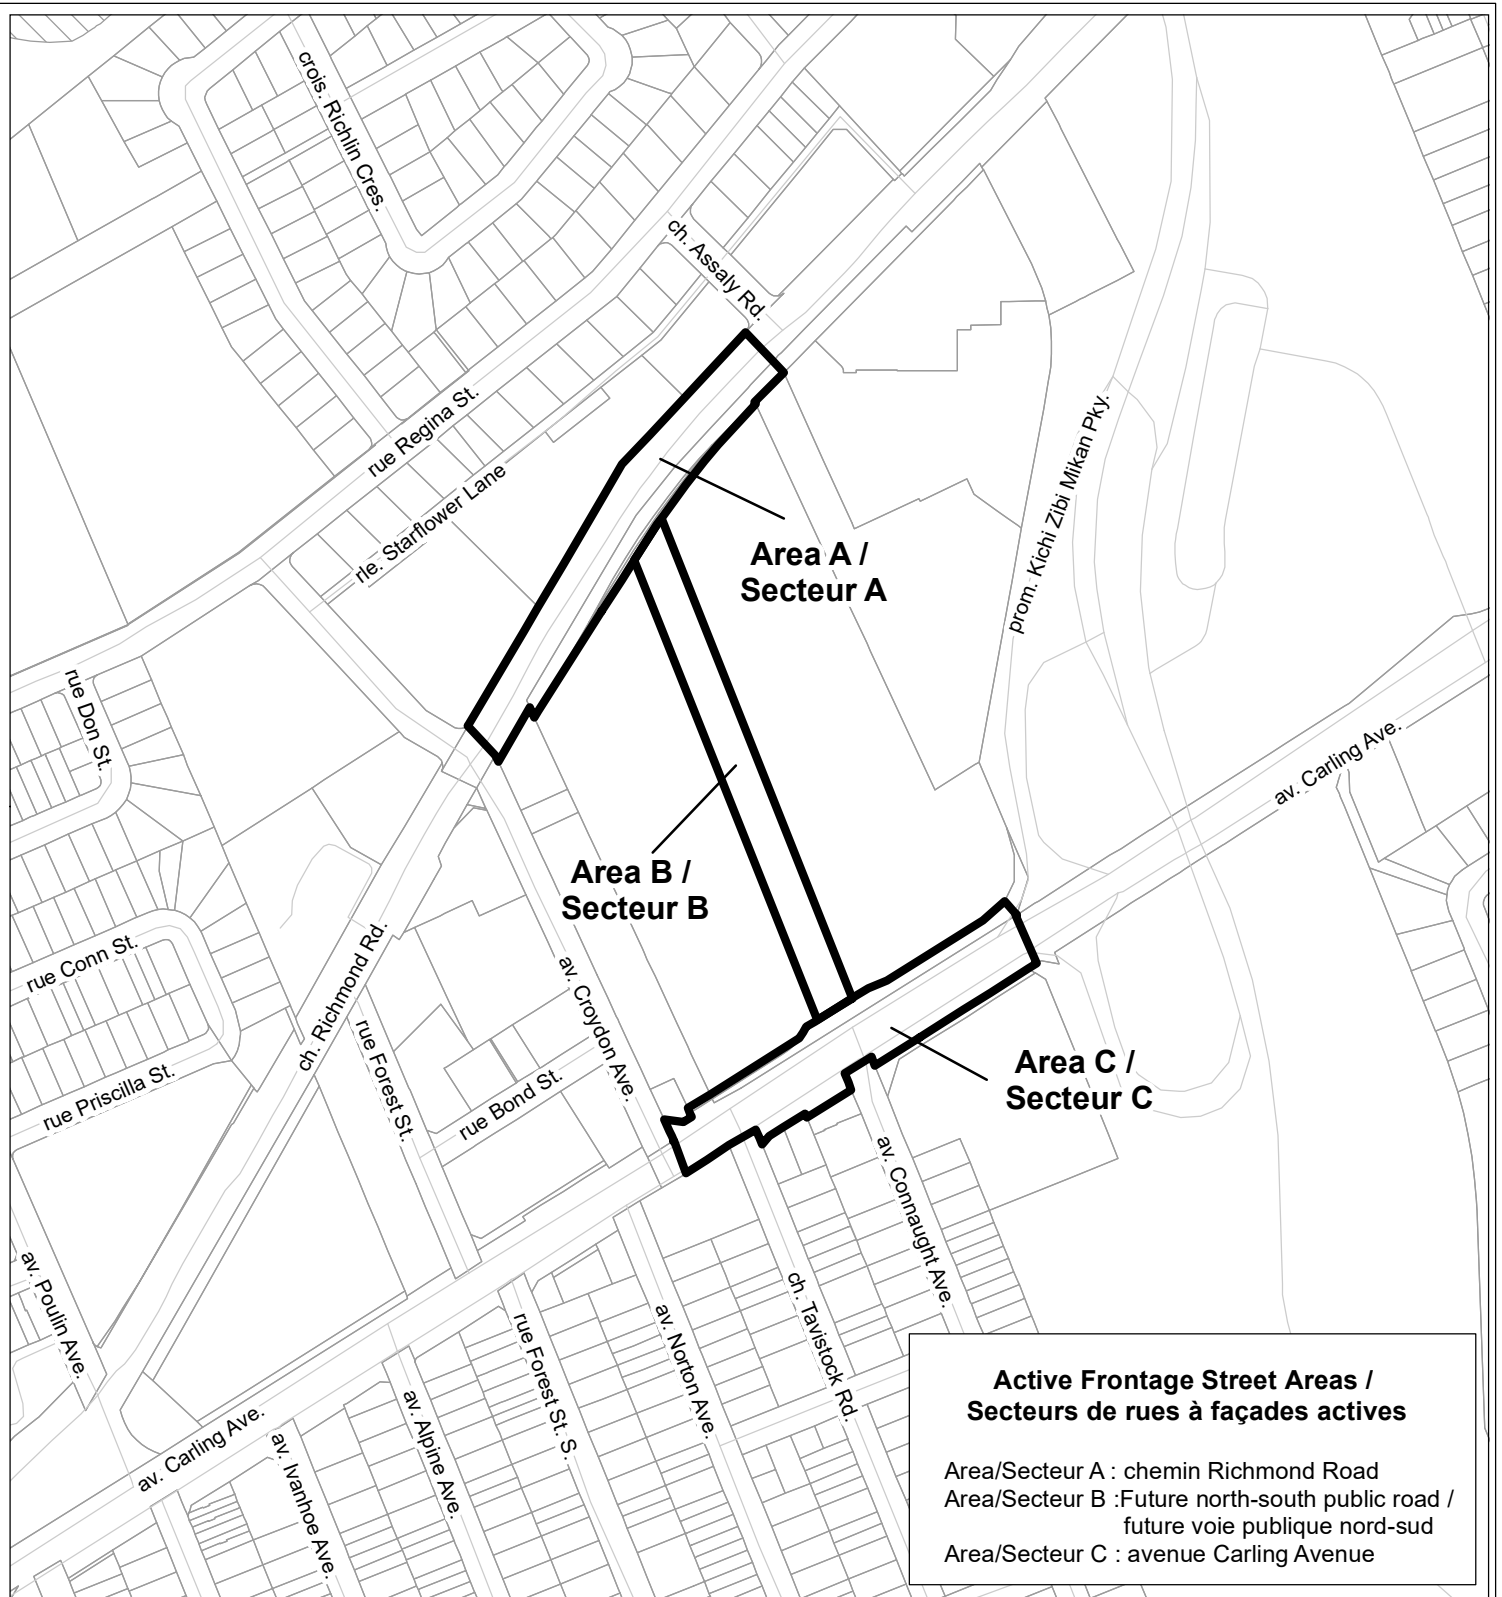 crois. Richlin Cres.
ch. Assaly Rd.
rue Regina St.
rle. Starflower Lane
prom. Kichi Zibi Mikan Pky.
Area A /
Secteur A
rue Don St.
av. Carling Ave.
Area B /
Secteur B
rue Conn St.
ch. Richmond Rd.
av. Croydon Ave.
rue Forest St.
rue Bond St.
rue Priscilla St.
Area C /
Secteur C
av. Connaught Ave.
av. Poulin Ave.
ch. Tavistock Rd.
av. Norton Ave.
rue Forest St. S.
av. Alpine Ave.
av. Carling Ave.
av. Ivanhoe Ave.
Active Frontage Street Areas /
Secteurs de rues à façades actives
Area/Secteur A : chemin Richmond Road
Area/Secteur B :Future north-south public road /
future voie publique nord-sud
Area/Secteur C : avenue Carling Avenue